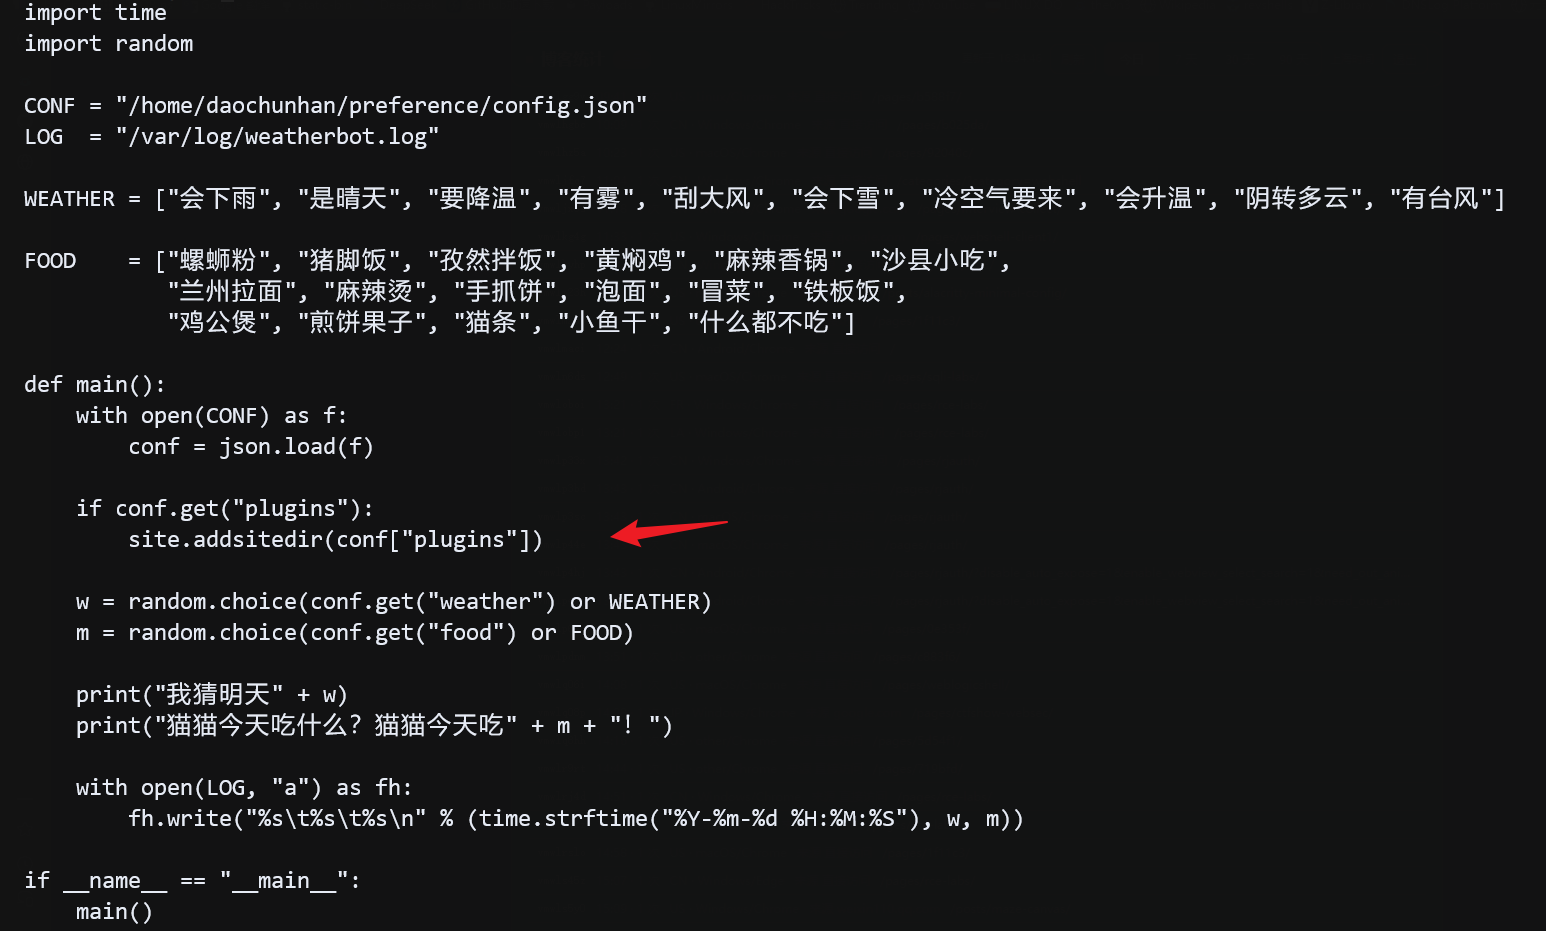 import time
import random
CONF = "/home/daochunhan/preference/config.json"
LOG  = "/var/log/weatherbot.log"
WEATHER = ["会下雨", "是晴天", "要降温", "有雾", "刮大风", "会下雪", "冷空气要来", "会升温", "阴转多云", "有台风"]
FOOD    = ["螺蛳粉", "猪脚饭", "孜然拌饭", "黄焖鸡", "麻辣香锅", "沙县小吃",
           "兰州拉面", "麻辣烫", "手抓饼", "泡面", "冒菜", "铁板饭",
           "鸡公煲", "煎饼果子", "猫条", "小鱼干", "什么都不吃"]
def main():
    with open(CONF) as f:
        conf = json.load(f)
    if conf.get("plugins"):
        site.addsitedir(conf["plugins"])
    w = random.choice(conf.get("weather") or WEATHER)
    m = random.choice(conf.get("food") or FOOD)
    print("我猜明天" + w)
    print("猫猫今天吃什么？猫猫今天吃" + m + "！")
    with open(LOG, "a") as fh:
        fh.write("%s\t%s\t%s\n" % (time.strftime("%Y-%m-%d %H:%M:%S"), w, m))
if __name__ == "__main__":
    main()